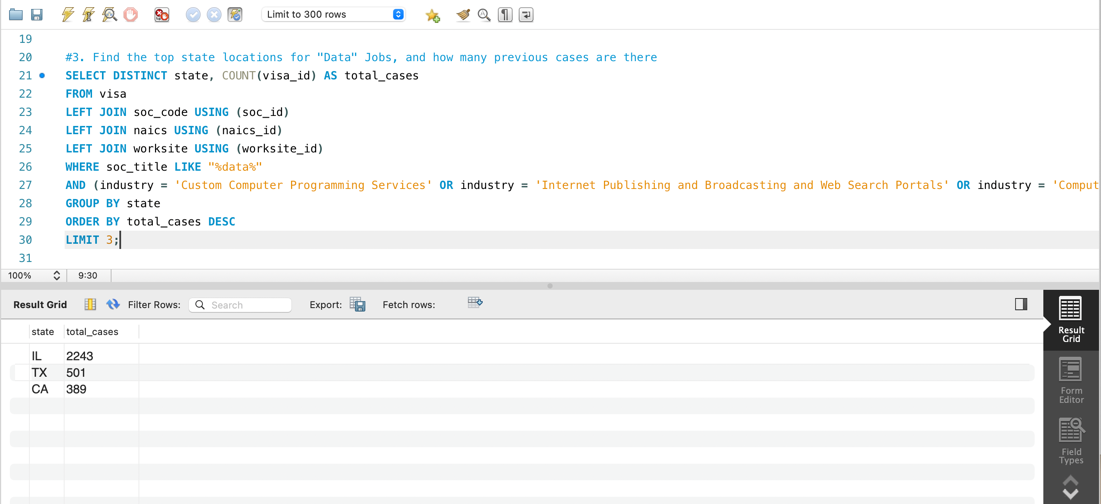 Limit to 300 rows
19
20 #3. Find the top state locations for "Data" Jobs, and how many previous cases are there
21 SELECT DISTINCT state, COUNT(visa_id) AS total_cases
22 FROM visa
23 LEFT JOIN soc_code USING (soc_id)
24 LEFT JOIN naics USING (naics_id)
25 LEFT JOIN worksite USING (worksite_id)
26 WHERE soc_title LIKE "%data%"
27 AND (industry = 'Custom Computer Programming Services' OR industry = 'Internet Publishing and Broadcasting and Web Search Portals' OR industry = 'Comput
28 GROUP BY state
29 ORDER BY total_cases DESC
30 LIMIT 3;
31
100% 9:30
Result Grid Filter Rows: Search Export: Fetch rows:
state total_cases
IL 2243
TX 501
CA 389
Result
Grid
Form
Editor
Field
Types